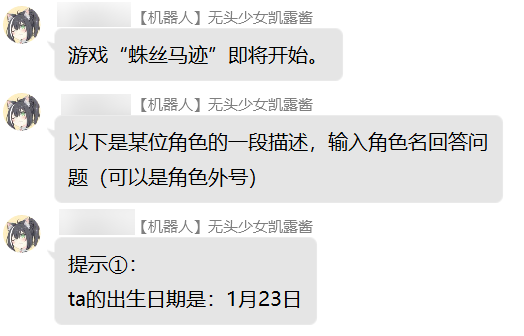 【机器人】无头少女凯露酱
游戏“蛛丝马迹”即将开始。
【机器人】无头少女凯露酱
以下是某位角色的一段描述，输入角色名回答问
题（可以是角色外号）
【机器人】无头少女凯露酱
提示①：
ta的出生日期是：1月23日